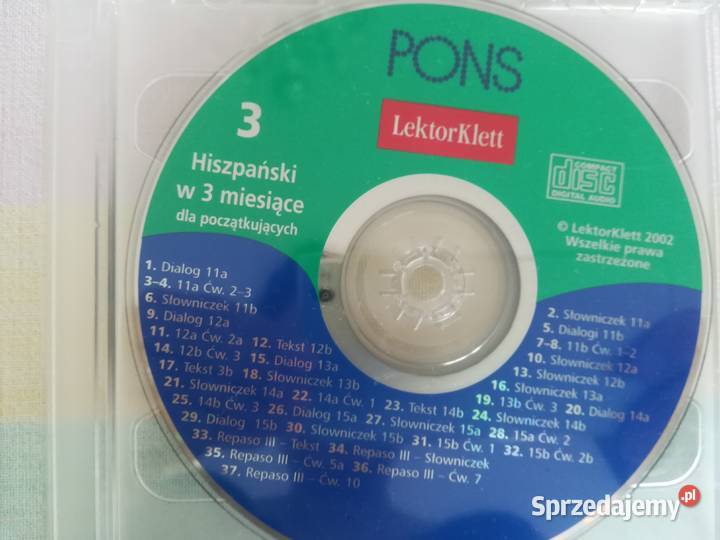 PONS
LektorKlett
3
Hiszpański
w 3 miesiące
dla początkujących
COMPACT
disc
DIGITAL AUDIO
© LektorKlett 2002
Wszelkie prawa
zastrzeżone
1. Dialog 11a 2. Słowniczek 11a
3–4. 11a Ćw. 2–3 5. Dialogi 11b
6. Słowniczek 11b 7–8. 11b Ćw. 1–2
9. Dialog 12a 10. Słowniczek 12a
11. 12a Ćw. 2a 12. Tekst 12b 13. Słowniczek 12b
14. 12b Ćw. 3 15. Dialog 13a 16. Słowniczek 13a
17. Tekst 3b 18. Słowniczek 13b 19. 13b Ćw. 3 20. Dialog 14a
21. Słowniczek 14a 22. 14a Ćw. 1 23. Tekst 14b 24. Słowniczek 14b
25. 14b Ćw. 3 26. Dialog 15a 27. Słowniczek 15a 28. 15a Ćw. 2
29. Dialog 15b 30. Słowniczek 15b 31. 15b Ćw. 1 32. 15b Ćw. 2b
33. Repaso III – Tekst 34. Repaso III – Słowniczek
35. Repaso III – Ćw. 5a 36. Repaso III – Ćw. 7
37. Repaso III – Ćw. 10
Sprzedajemy.pl